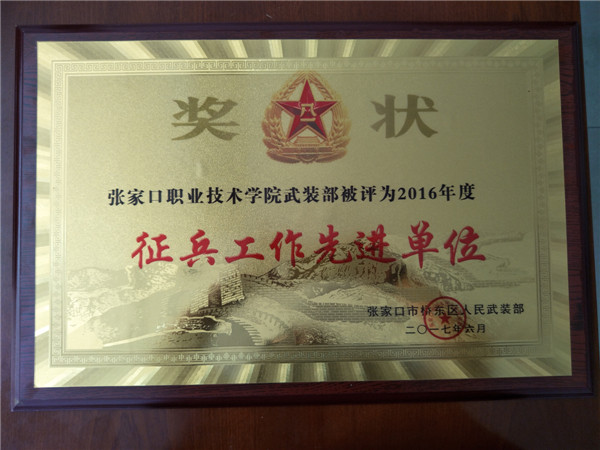 奖 状
张家口职业技术学院武装部被评为2016年度
征兵工作先进单位
张家口市桥东区人民武装部
二〇一七年六月